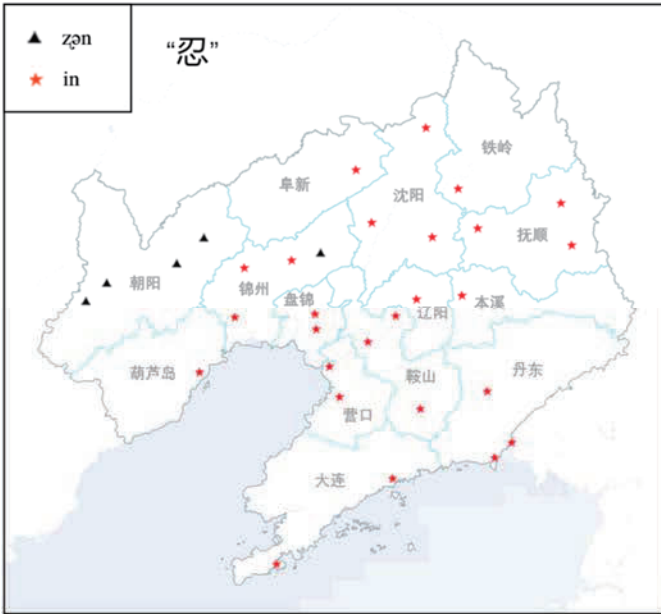 ʐən
in
“忍”
铁岭
阜新
沈阳
抚顺
朝阳
锦州
盘锦
辽阳
本溪
葫芦岛
鞍山
丹东
营口
大连